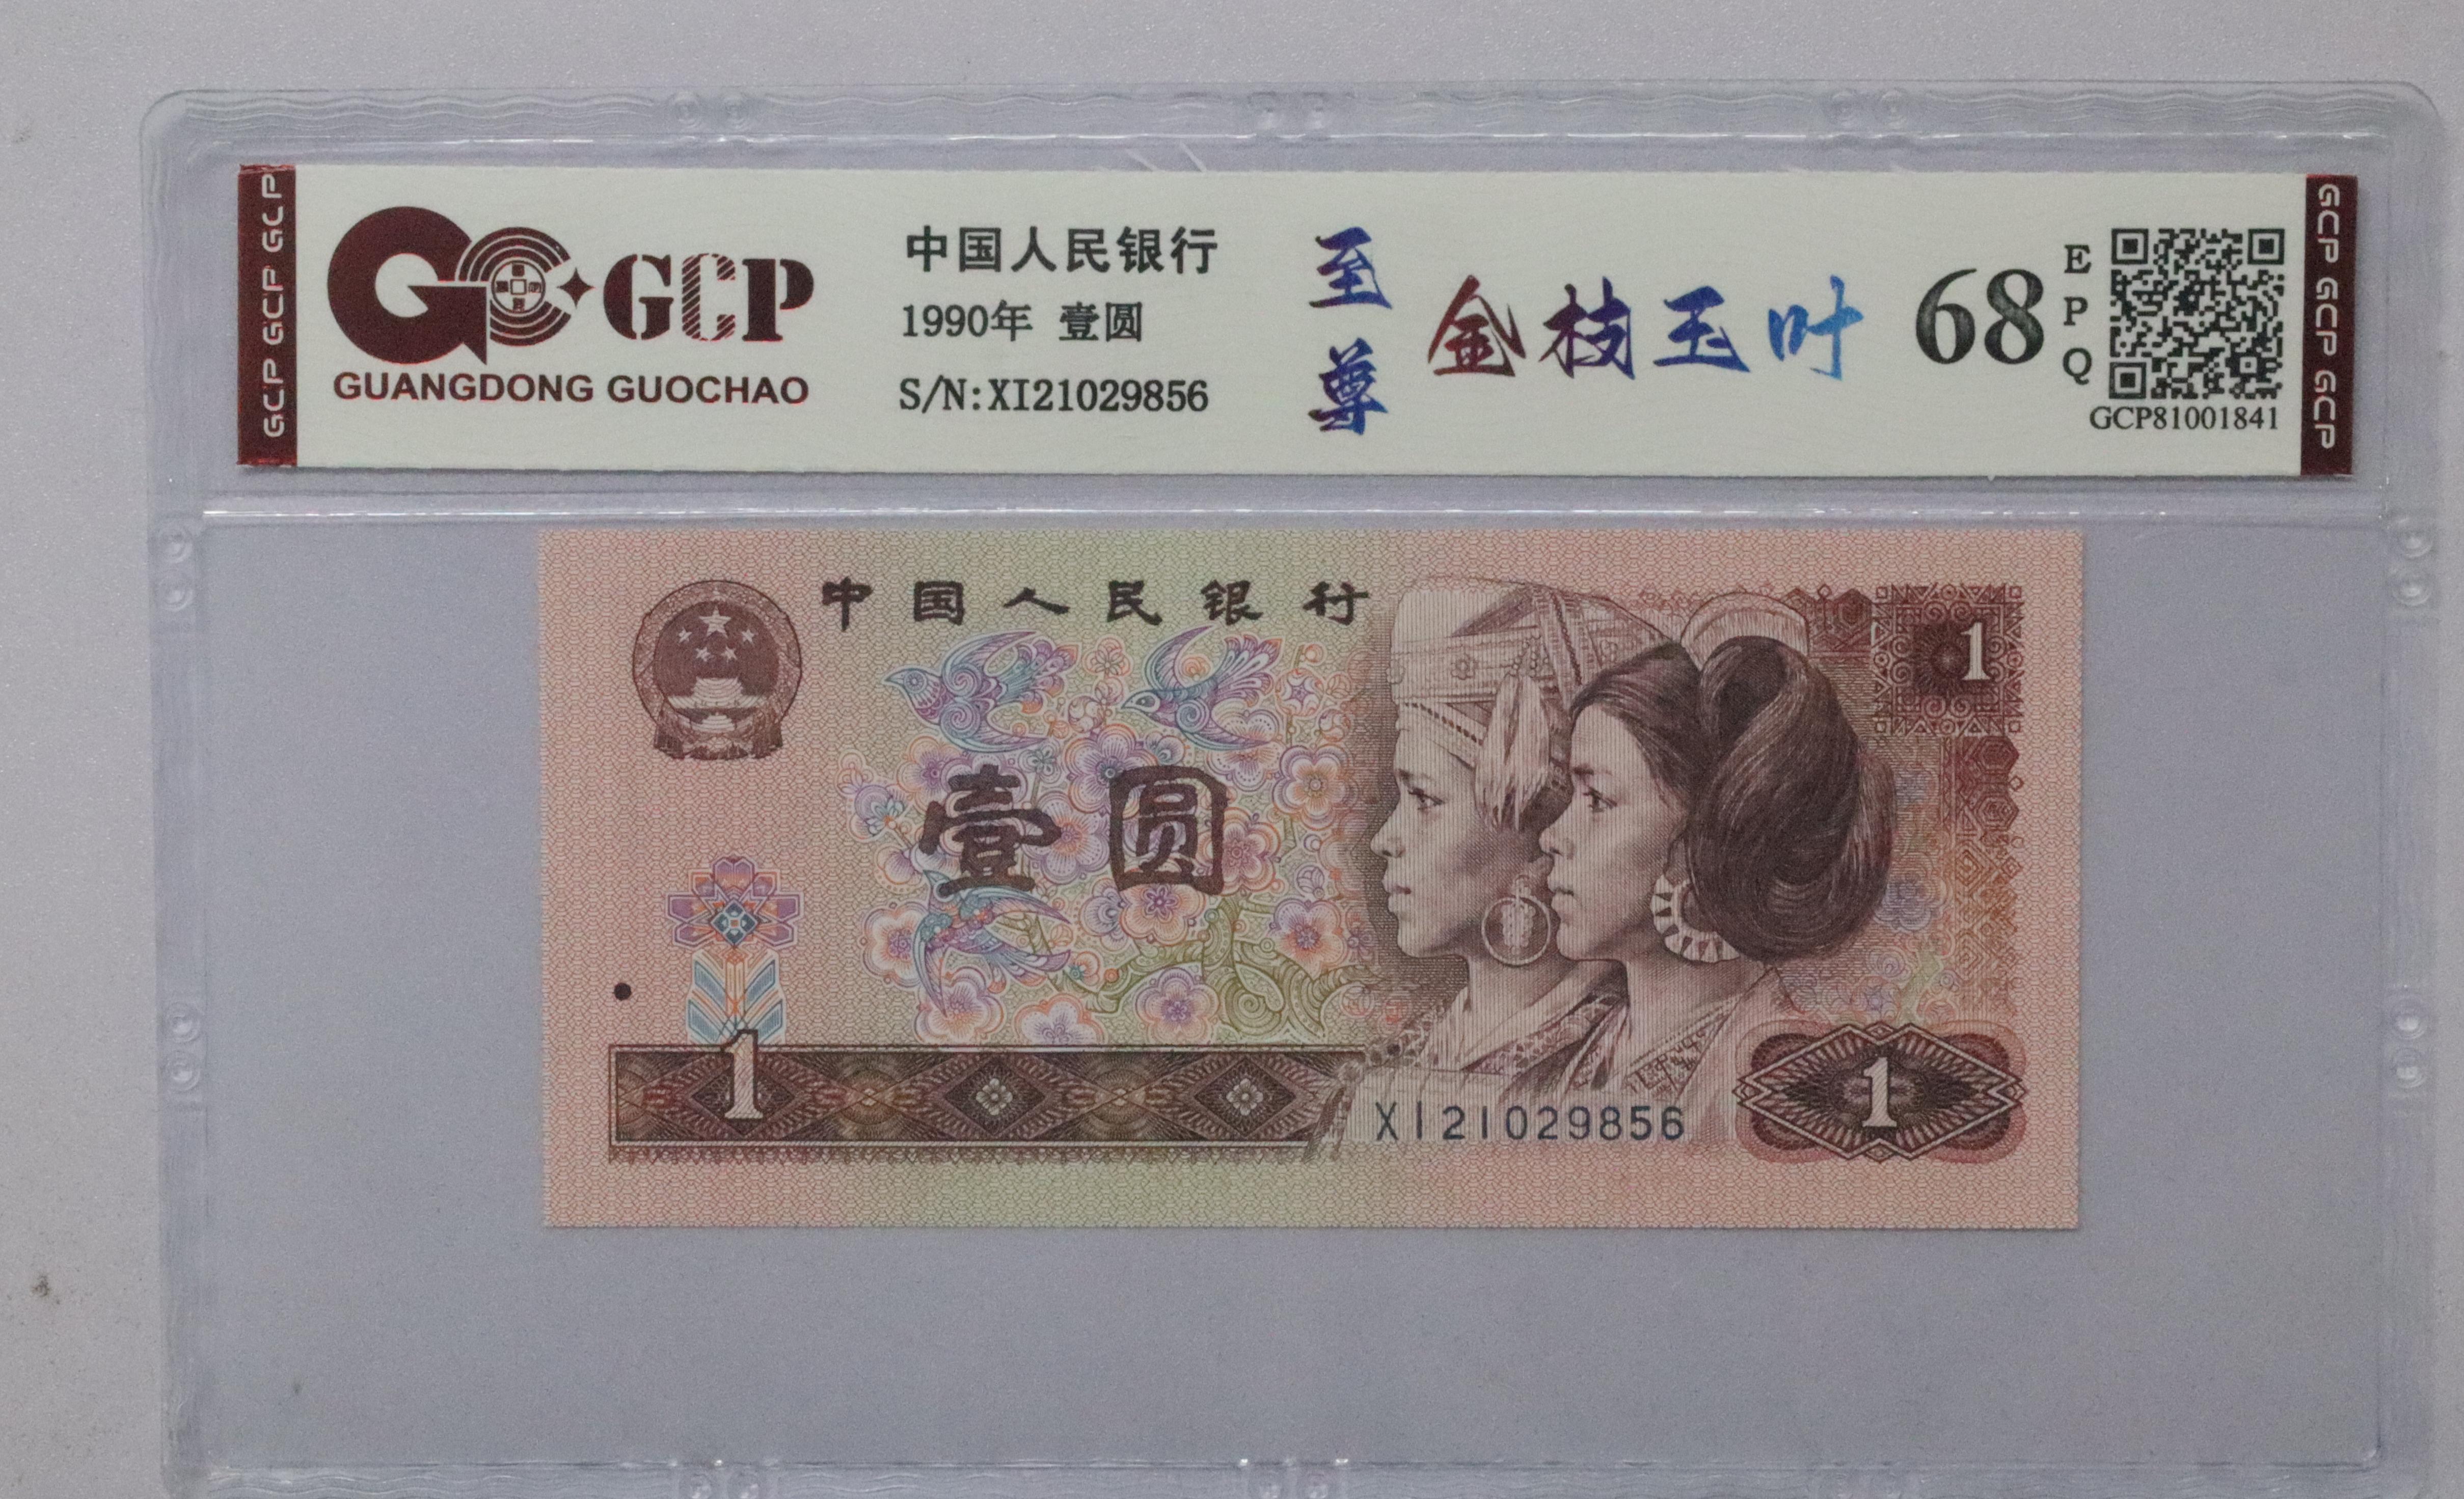 GCP GCP GCP
GCP
GUANGDONG GUOCHAO
中国人民银行
1990年 壹圆
S/N:XI21029856
至尊
金枝玉叶
68
EPQ
GCP81001841
GCP GCP GCP
中国人民银行
1
壹圆
1
XI21029856
1